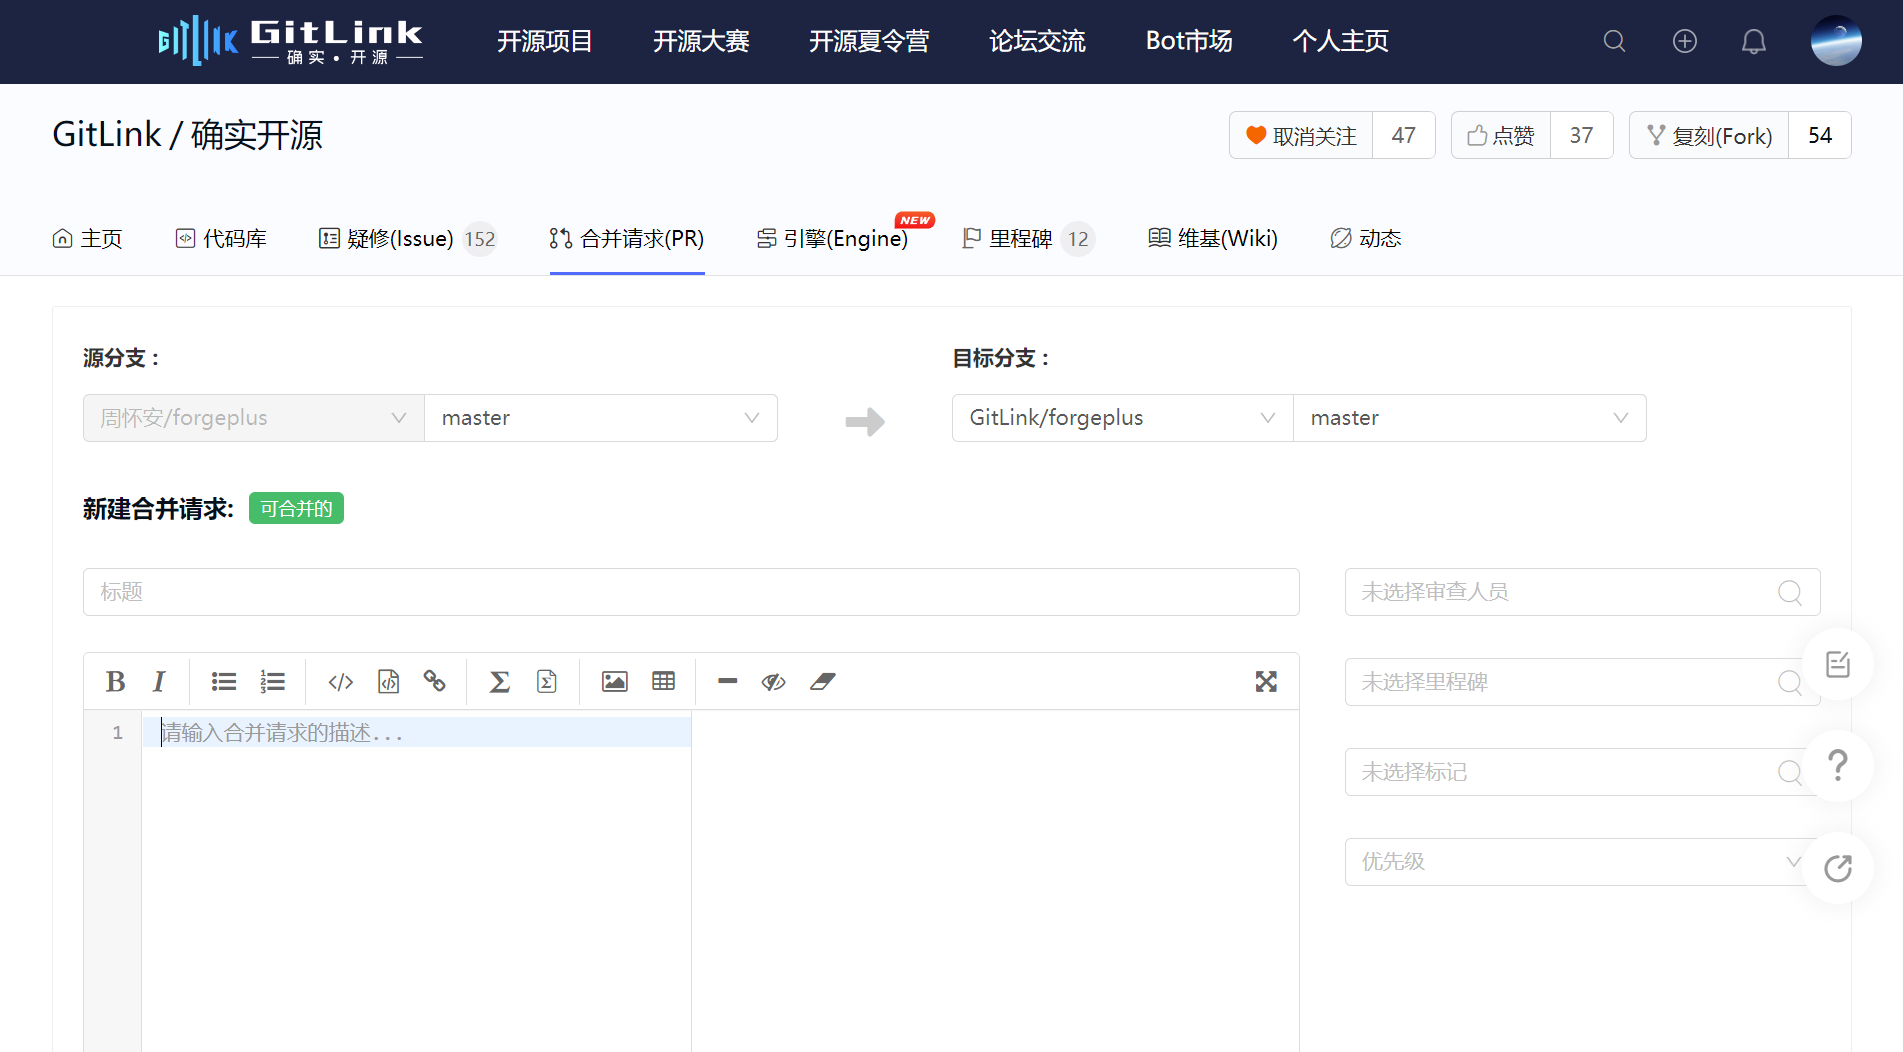 GitLink
确实·开源
开源项目 开源大赛 开源夏令营 论坛交流 Bot市场 个人主页
GitLink / 确实开源
取消关注 47 点赞 37 复刻(Fork) 54
NEW
主页 代码库 疑修(Issue) 152 合并请求(PR) 引擎(Engine) 里程碑 12 维基(Wiki) 动态
源分支： 目标分支：
周怀安/forgeplus master GitLink/forgeplus master
新建合并请求: 可合并的
标题 未选择审查人员
B I
未选择里程碑
1 请输入合并请求的描述...
未选择标记
优先级